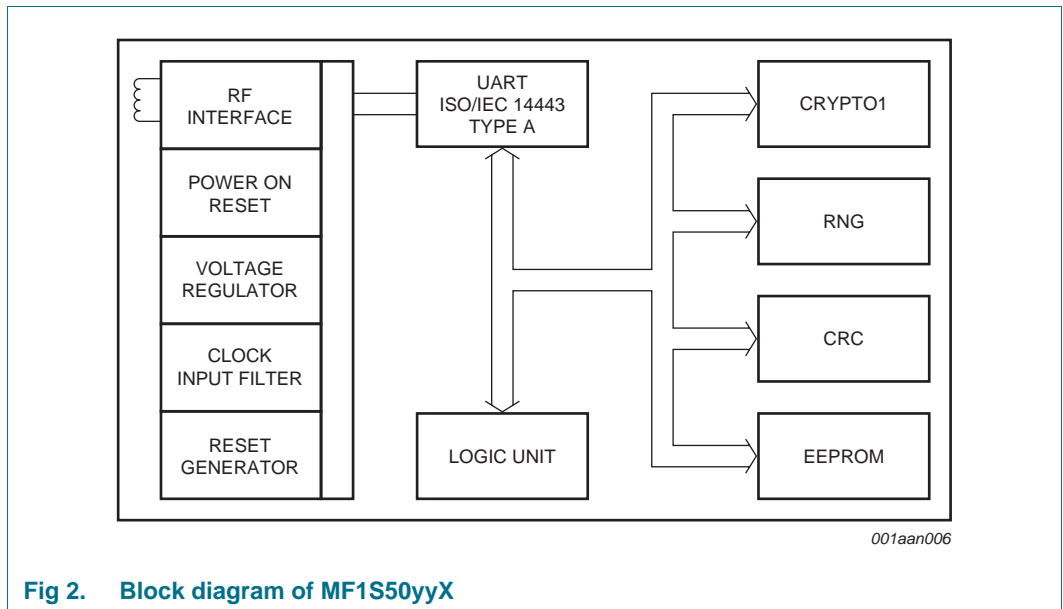 RF
INTERFACE
POWER ON
RESET
VOLTAGE
REGULATOR
CLOCK
INPUT FILTER
RESET
GENERATOR
UART
ISO/IEC 14443
TYPE A
LOGIC UNIT
CRYPTO1
RNG
CRC
EEPROM
001aan006
Fig 2. Block diagram of MF1S50yyX